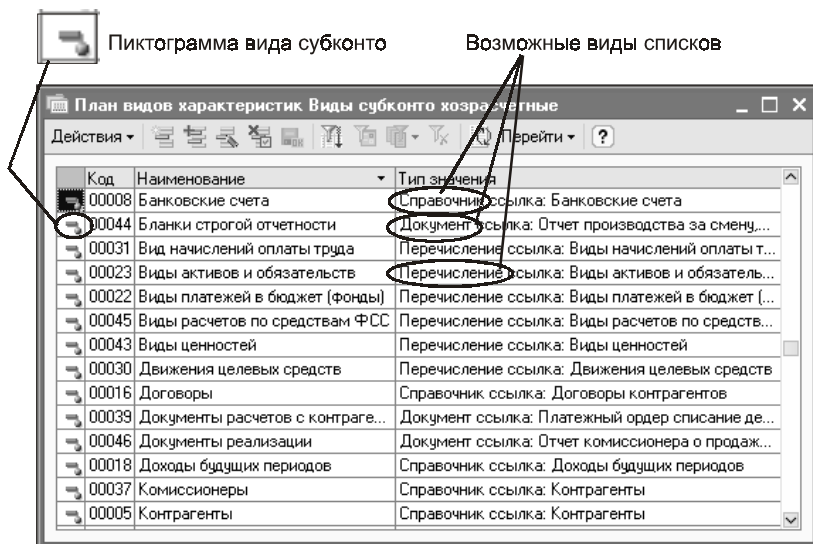 Пиктограмма вида субконто Возможные виды списков
План видов характеристик Виды субконто хозрасчетные
Действия Перейти ?
Код Наименование Тип значения
00008 Банковские счета Справочник ссылка: Банковские счета
00044 Бланки строгой отчетности Документ ссылка: Отчет производства за смену,...
00031 Вид начислений оплаты труда Перечисление ссылка: Виды начислений оплаты т...
00023 Виды активов и обязательств Перечисление ссылка: Виды активов и обязатель...
00022 Виды платежей в бюджет (фонды) Перечисление ссылка: Виды платежей в бюджет (...
00045 Виды расчетов по средствам ФСС Перечисление ссылка: Виды расчетов по средств...
00043 Виды ценностей Перечисление ссылка: Виды ценностей
00030 Движения целевых средств Перечисление ссылка: Движения целевых средств
00016 Договоры Справочник ссылка: Договоры контрагентов
00039 Документы расчетов с контраге... Документ ссылка: Платежный ордер списание де...
00046 Документы реализации Документ ссылка: Отчет комиссионера о продаж...
00018 Доходы будущих периодов Справочник ссылка: Доходы будущих периодов
00037 Комиссионеры Справочник ссылка: Контрагенты
00005 Контрагенты Справочник ссылка: Контрагенты